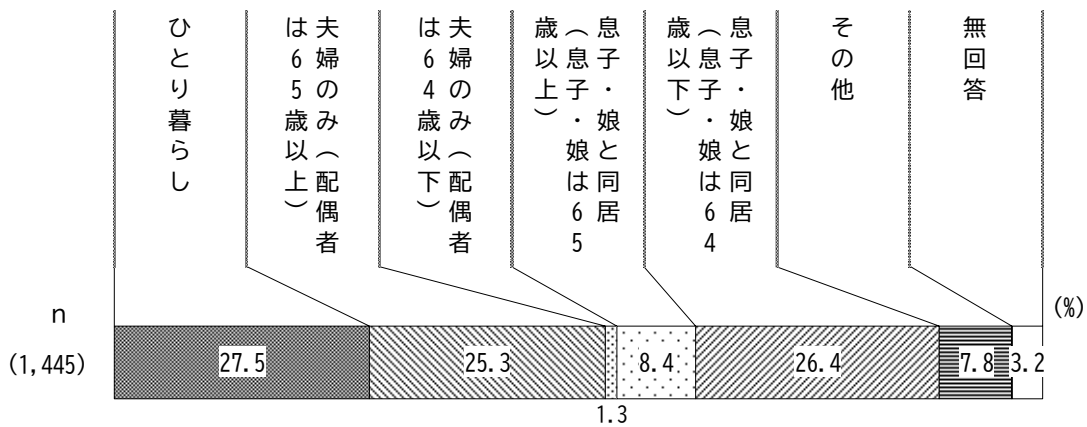 ひとり暮らし
夫婦のみ（配偶者
は６５歳以上）
夫婦のみ（配偶者
は６４歳以下）
息子・娘と同居
（息子・娘は６５
歳以上）
息子・娘と同居
（息子・娘は６４
歳以下）
その他
無回答
n
(%)
(1,445)
27.5
25.3
1.3
8.4
26.4
7.8
3.2